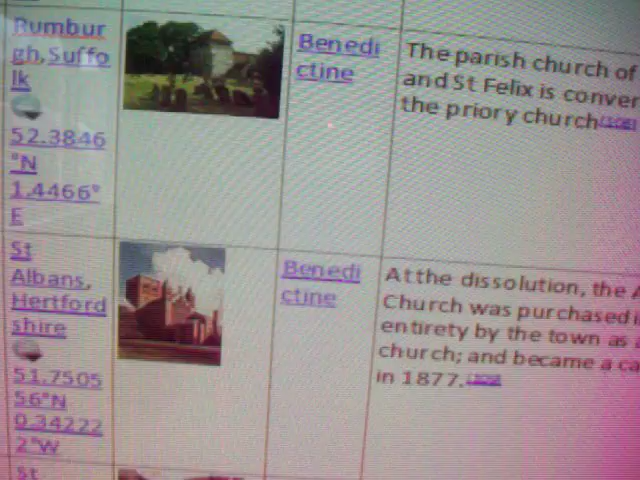 Rumbur
gh, Suffo
lk
52.3846
°N
1.4466°
E
Benedi
ctine
The parish church of
and St Felix is conver
the priory church
St
Albans,
Hertford
shire
51.7505
56°N
0.34222
2°W
Benedi
ctine
At the dissolution, the A
Church was purchased i
entirety by the town as a
church; and became a ca
in 1877.
St